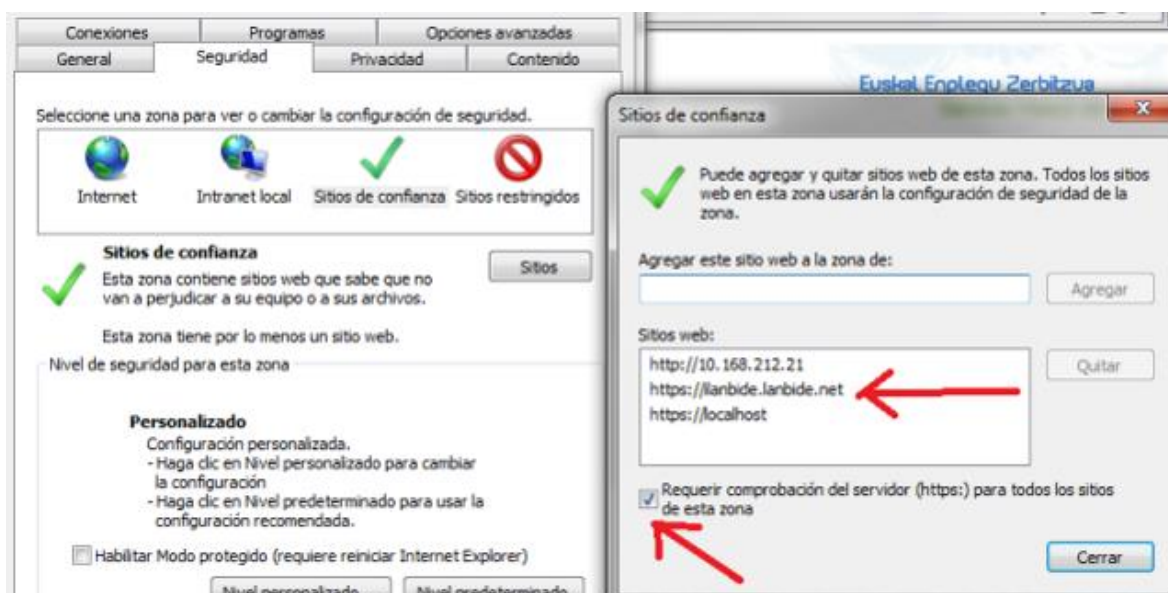 Conexiones Programas Opciones avanzadas
General Seguridad Privacidad Contenido
Seleccione una zona para ver o cambiar la configuración de seguridad.
Internet Intranet local Sitios de confianza Sitios restringidos
Sitios de confianza
Esta zona contiene sitios web que sabe que no
van a perjudicar a su equipo o a sus archivos.
Esta zona tiene por lo menos un sitio web.
Sitios
Nivel de seguridad para esta zona
Personalizado
Configuración personalizada.
- Haga clic en Nivel personalizado para cambiar
la configuración
- Haga clic en Nivel predeterminado para usar la
configuración recomendada.
Habilitar Modo protegido (requiere reiniciar Internet Explorer)
Nivel personalizado... Nivel predeterminado
Euskal Enplegu Zerbitzua
Sitios de confianza
Puede agregar y quitar sitios web de esta zona. Todos los sitios
web en esta zona usarán la configuración de seguridad de la
zona.
Agregar este sitio web a la zona de:
Agregar
Sitios web:
http://10.168.212.21
https://lanbide.lanbide.net
https://localhost
Quitar
Requerir comprobación del servidor (https:) para todos los sitios
de esta zona
Cerrar